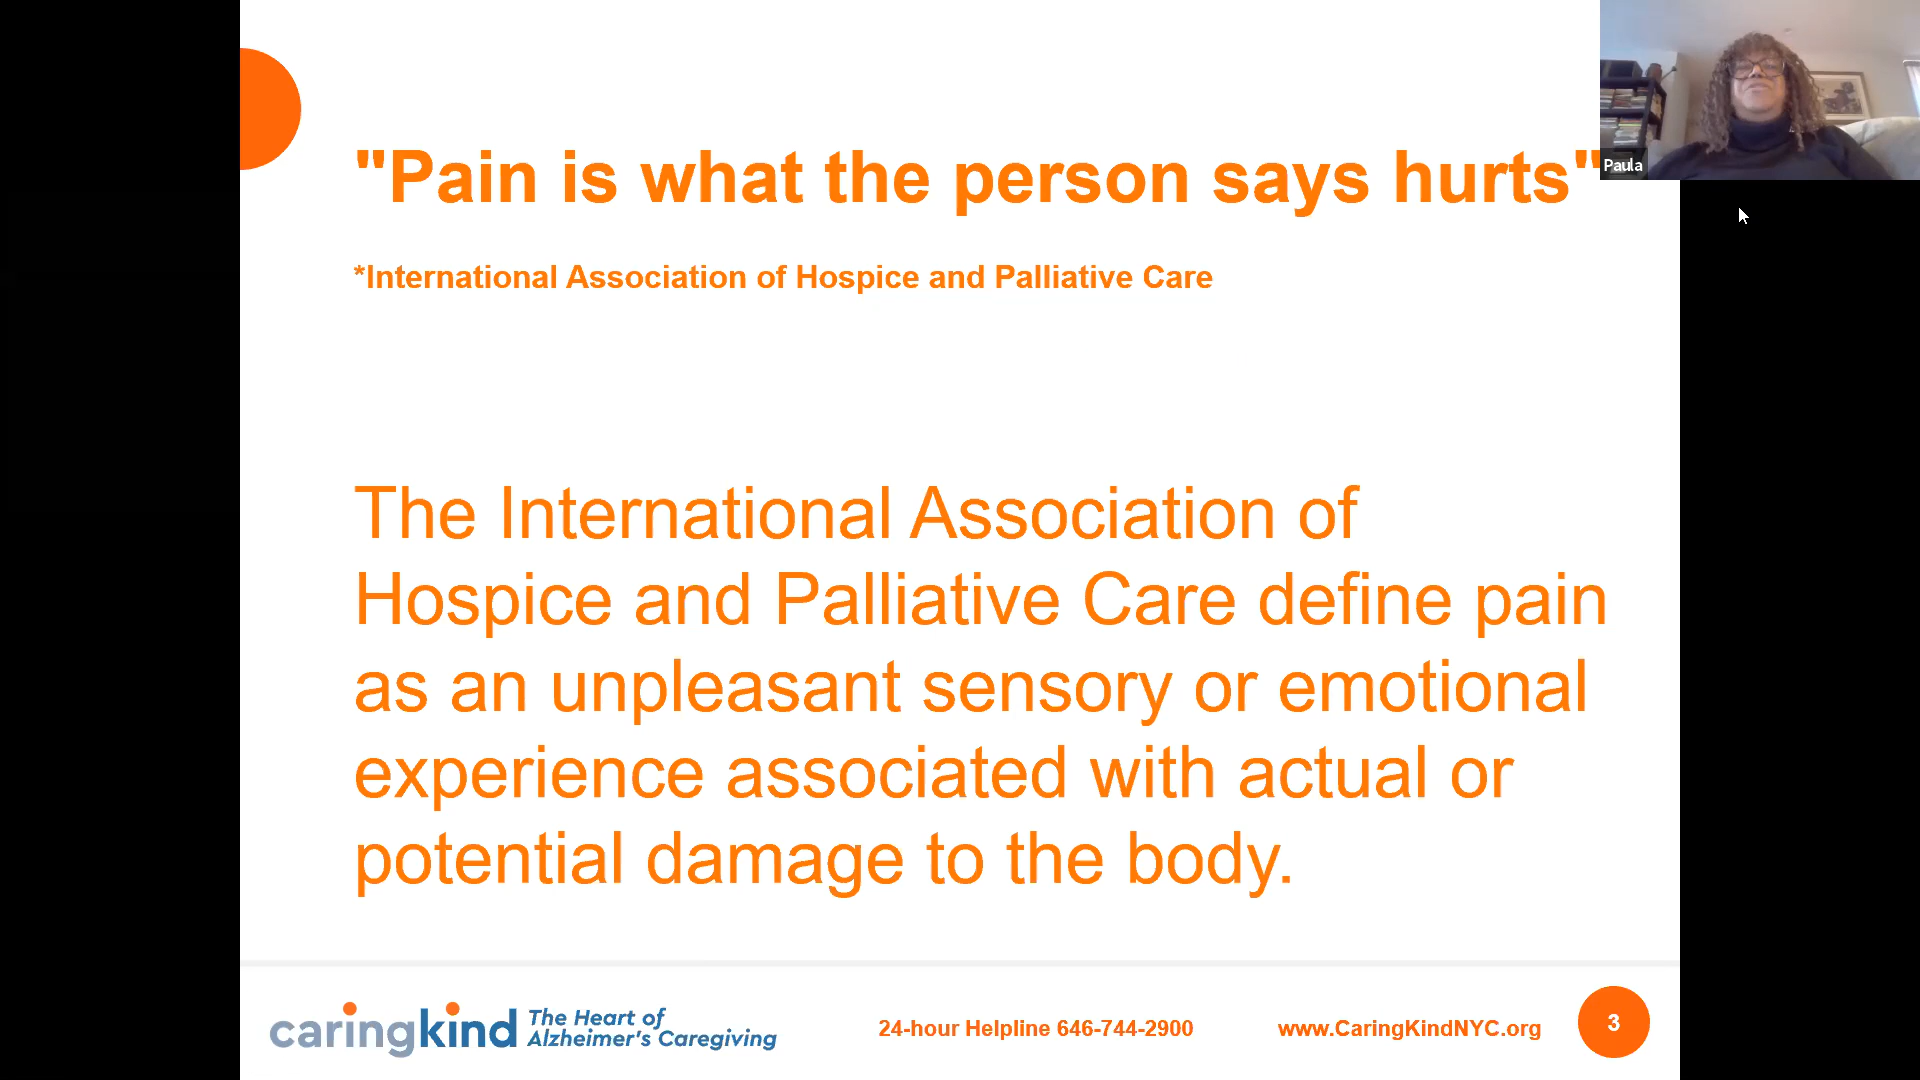 "Pain is what the person says hurts"
*International Association of Hospice and Palliative Care
The International Association of
Hospice and Palliative Care define pain
as an unpleasant sensory or emotional
experience associated with actual or
potential damage to the body.
Paula
caringkind
The Heart of
Alzheimer's Caregiving
24-hour Helpline 646-744-2900
www.CaringKindNYC.org
3